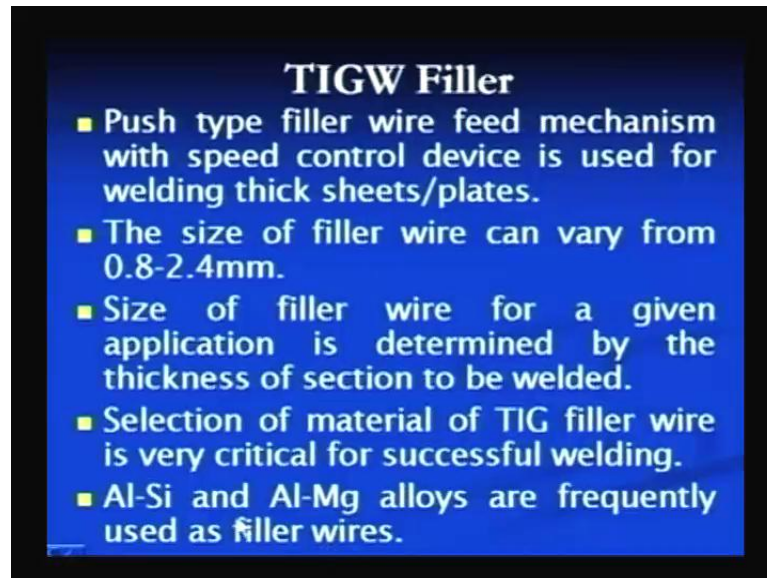 TIGW Filler
Push type filler wire feed mechanism
with speed control device is used for
welding thick sheets/plates.
The size of filler wire can vary from
0.8-2.4mm.
Size of filler wire for a given
application is determined by the
thickness of section to be welded.
Selection of material of TIG filler wire
is very critical for successful welding.
Al-Si and Al-Mg alloys are frequently
used as filler wires.